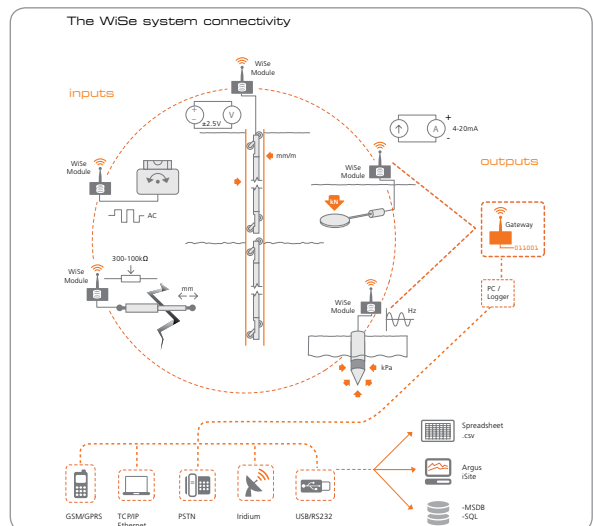 The WiSe system connectivity
inputs
WiSe
Module
±2.5V
V
mm/m
WiSe
Module
AC
A
+
-
4-20mA
outputs
WiSe
Module
kN
Gateway
011001
PC /
Logger
300-100kΩ
WiSe
Module
mm
WiSe
Module
Hz
kPa
GSM/GPRS
TCP/IP
Ethernet
PSTN
Iridium
USB/RS232
Spreadsheet
.csv
Argus
iSite
-MSDB
-SQL